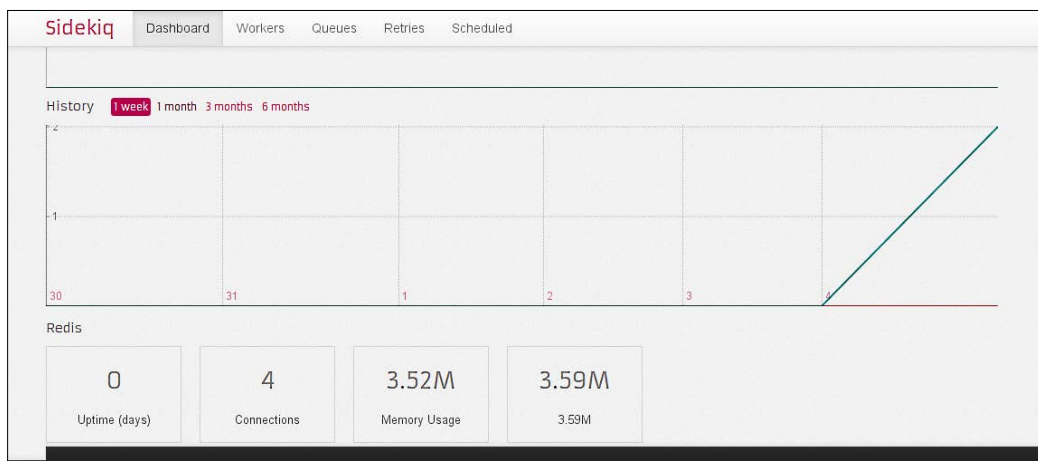 Sidekiq Dashboard Workers Queues Retries Scheduled
History 1 week 1 month 3 months 6 months
2
1
30 31 1 2 3 4
Redis
0 4 3.52M 3.59M
Uptime (days) Connections Memory Usage 3.59M